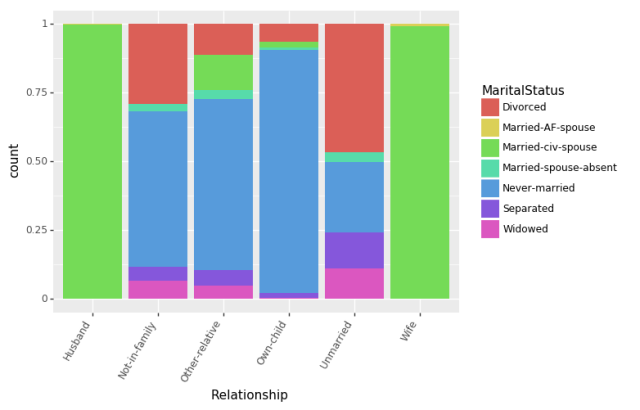 1
0.75
0.50
0.25
0
count
Husband
Not-in-family
Other-relative
Own-child
Unmarried
Wife
Relationship
MaritalStatus
Divorced
Married-AF-spouse
Married-civ-spouse
Married-spouse-absent
Never-married
Separated
Widowed